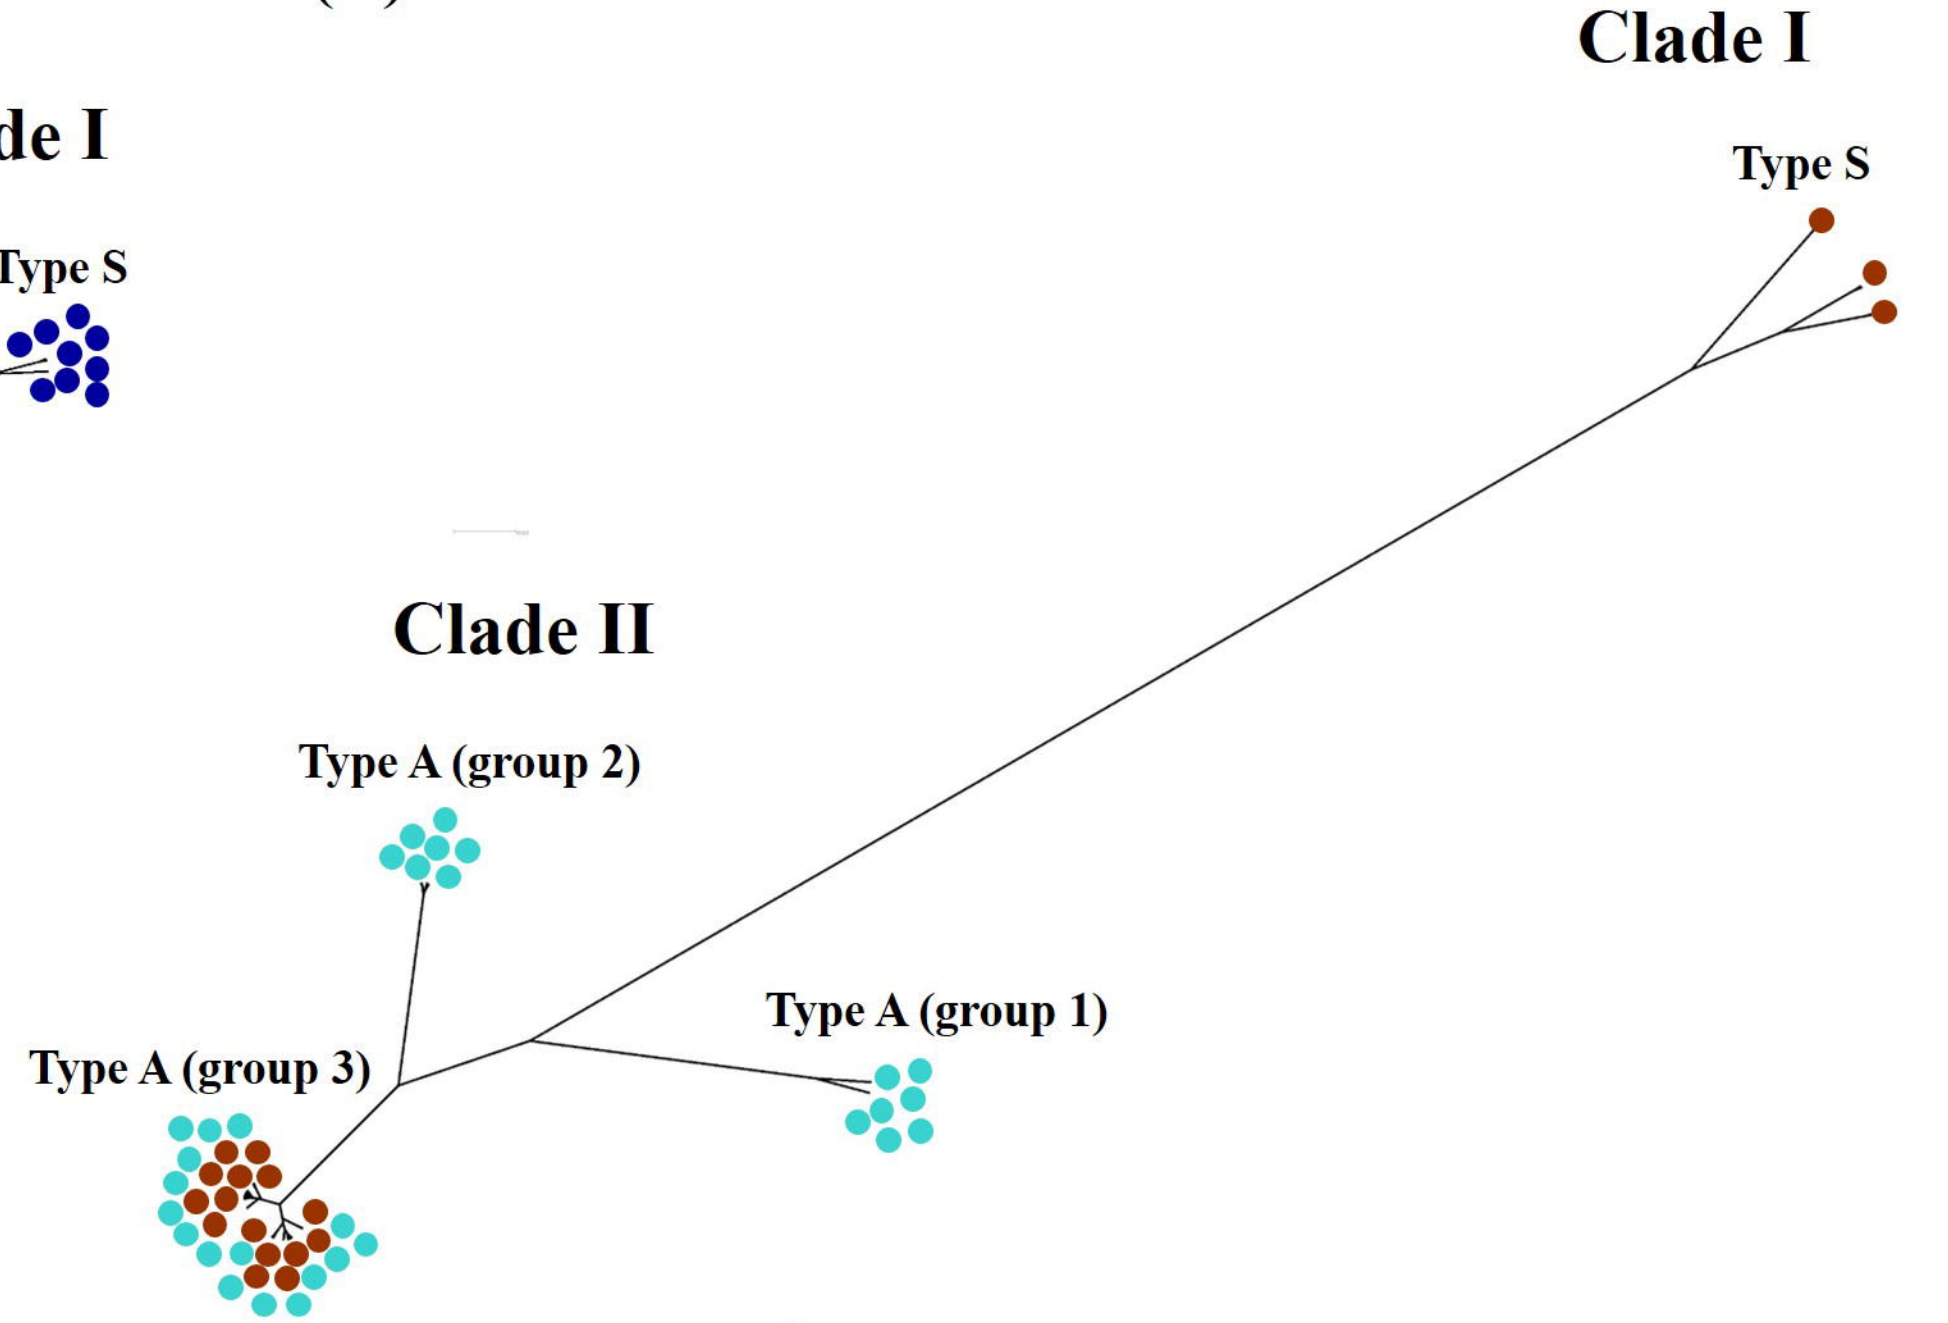 Clade I
de I
Type S
Type S
Clade II
Type A (group 2)
Type A (group 1)
Type A (group 3)